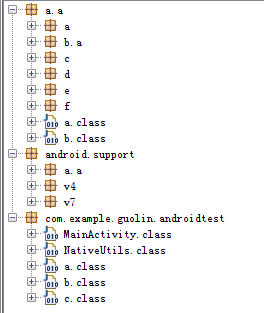 a.a
a
b.a
c
d
e
f
a.class
b.class
android.support
a.a
v4
v7
com.example.guolin.androidtest
MainActivity.class
NativeUtils.class
a.class
b.class
c.class